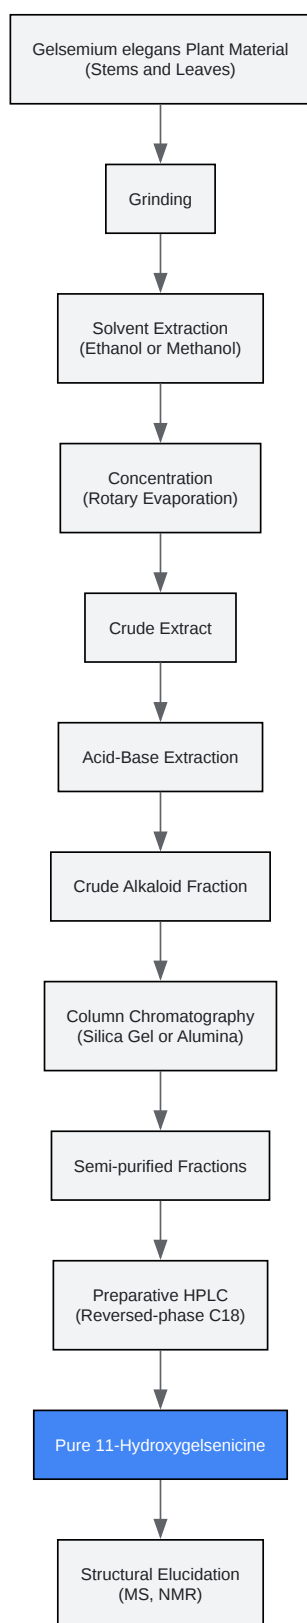 Gelsemium elegans Plant Material
(Stems and Leaves)
Grinding
Solvent Extraction
(Ethanol or Methanol)
Concentration
(Rotary Evaporation)
Crude Extract
Acid-Base Extraction
Crude Alkaloid Fraction
Column Chromatography
(Silica Gel or Alumina)
Semi-purified Fractions
Preparative HPLC
(Reversed-phase C18)
Pure 11-Hydroxygelsenicine
Structural Elucidation
(MS, NMR)